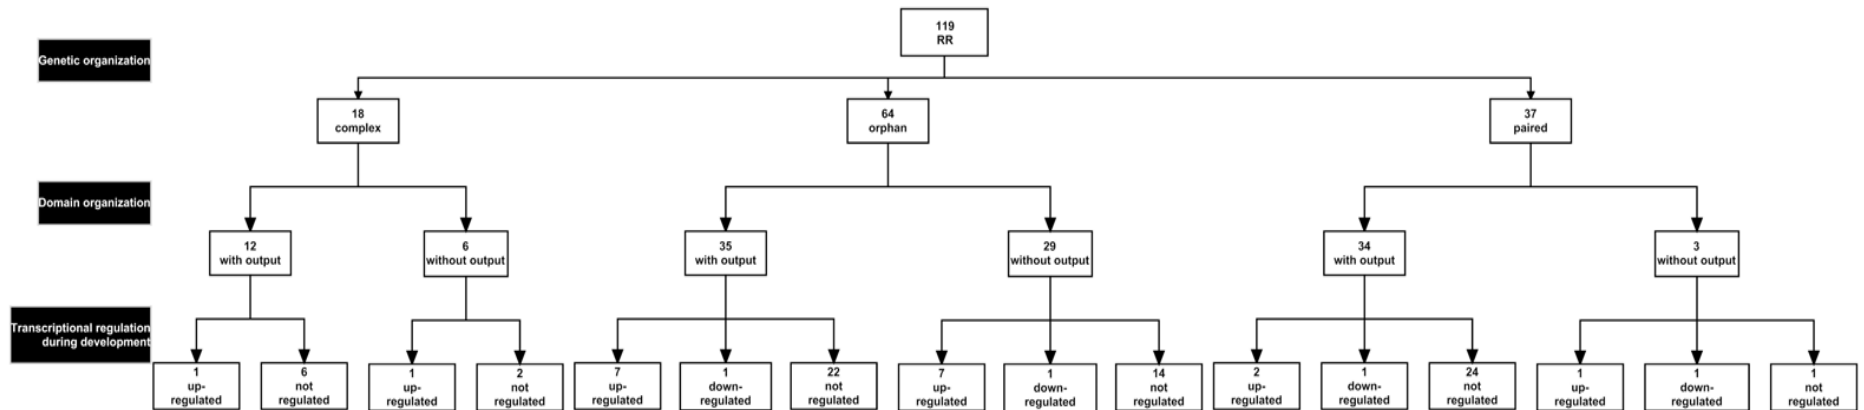 119
RR
Genetic organization
18
complex
64
orphan
37
paired
Domain organization
12
with output
6
without output
35
with output
29
without output
34
with output
3
without output
Transcriptional regulation
during development
1
up-
regulated
6
not
regulated
1
up-
regulated
2
not
regulated
7
up-
regulated
1
down-
regulated
22
not
regulated
7
up-
regulated
1
down-
regulated
14
not
regulated
2
up-
regulated
1
down-
regulated
24
not
regulated
1
up-
regulated
1
down-
regulated
1
not
regulated